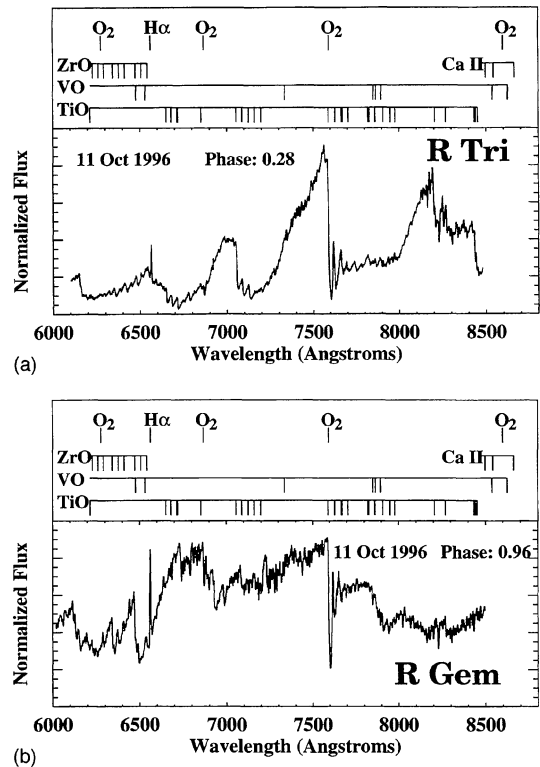 O2 Hα O2 O2 O2
ZrO Ca II
VO
TiO
11 Oct 1996 Phase: 0.28 R Tri
Normalized Flux
6000 6500 7000 7500 8000 8500
Wavelength (Angstroms)
(a)
O2 Hα O2 O2 O2
ZrO Ca II
VO
TiO
11 Oct 1996 Phase: 0.96
Normalized Flux
R Gem
6000 6500 7000 7500 8000 8500
Wavelength (Angstroms)
(b)